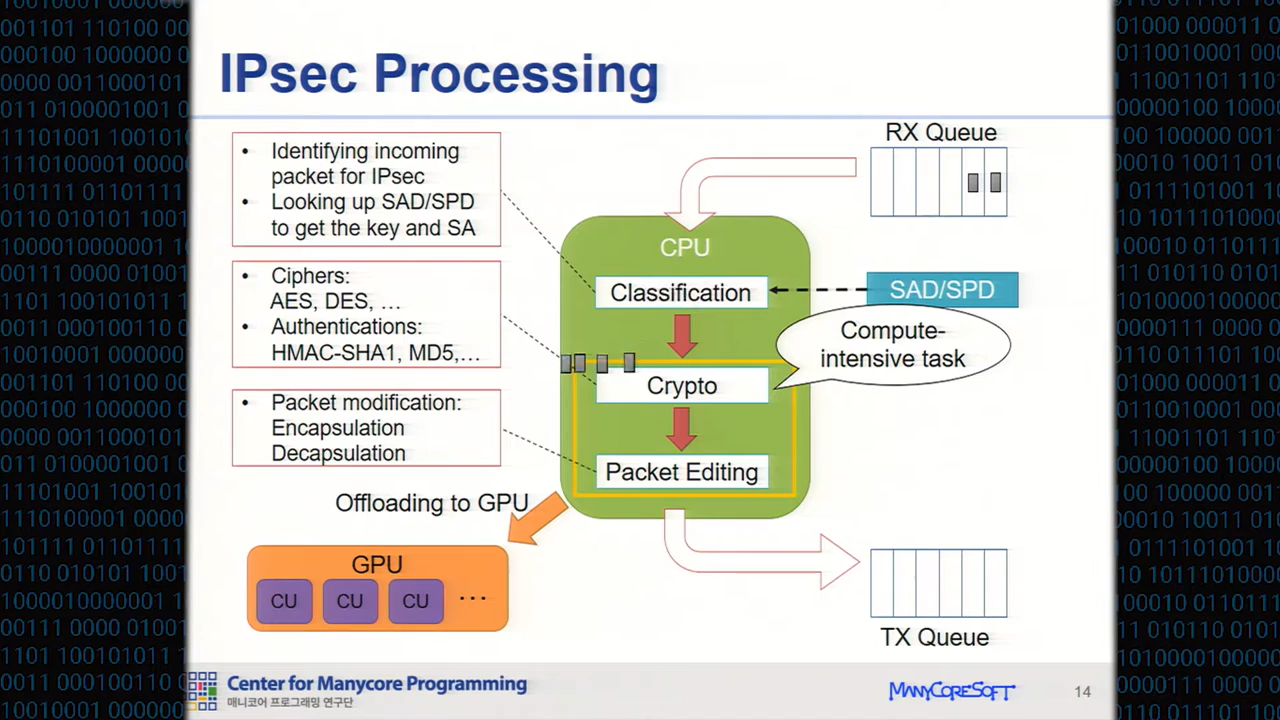 IPsec Processing
• Identifying incoming
packet for IPsec
• Looking up SAD/SPD
to get the key and SA
• Ciphers:
AES, DES, …
• Authentications:
HMAC-SHA1, MD5,…
• Packet modification:
Encapsulation
Decapsulation
RX Queue
CPU
Classification
SAD/SPD
Compute-
intensive task
Crypto
Packet Editing
Offloading to GPU
GPU
CU CU CU ...
TX Queue
Center for Manycore Programming
매니코어 프로그래밍 연구단
MANYCORESOFT
14